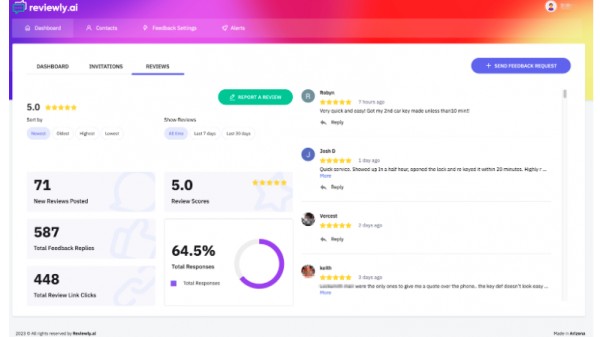 reviewly.ai
Dashboard
Contacts
Feedback Settings
Alerts
DASHBOARD
INVITATIONS
REVIEWS
SEND FEEDBACK REQUEST
REPORT A REVIEW
5.0
Sort by
Newest
Oldest
Highest
Lowest
Show Reviews
All time
Last 7 days
Last 30 days
71
New Reviews Posted
5.0
Review Scores
587
Total Feedback Replies
64.5%
Total Responses
Total Responses
448
Total Review Link Clicks
R
Robyn
7 hours ago
Very quick and easy! Got my 2nd car key made unless than10 min!!
Reply
J
Josh D
1 day ago
Quick service. Showed up in a half hour, opened the lock and re keyed it within 20 minutes. Highly r ...
More
Reply
Vercest
2 days ago
Reply
keith
3 days ago
Locksmith man were the only ones to give me a quote over the phone.. the key def doesn't look easy ...
More
2023 © All rights reserved by Reviewly.ai
Made in Arizona